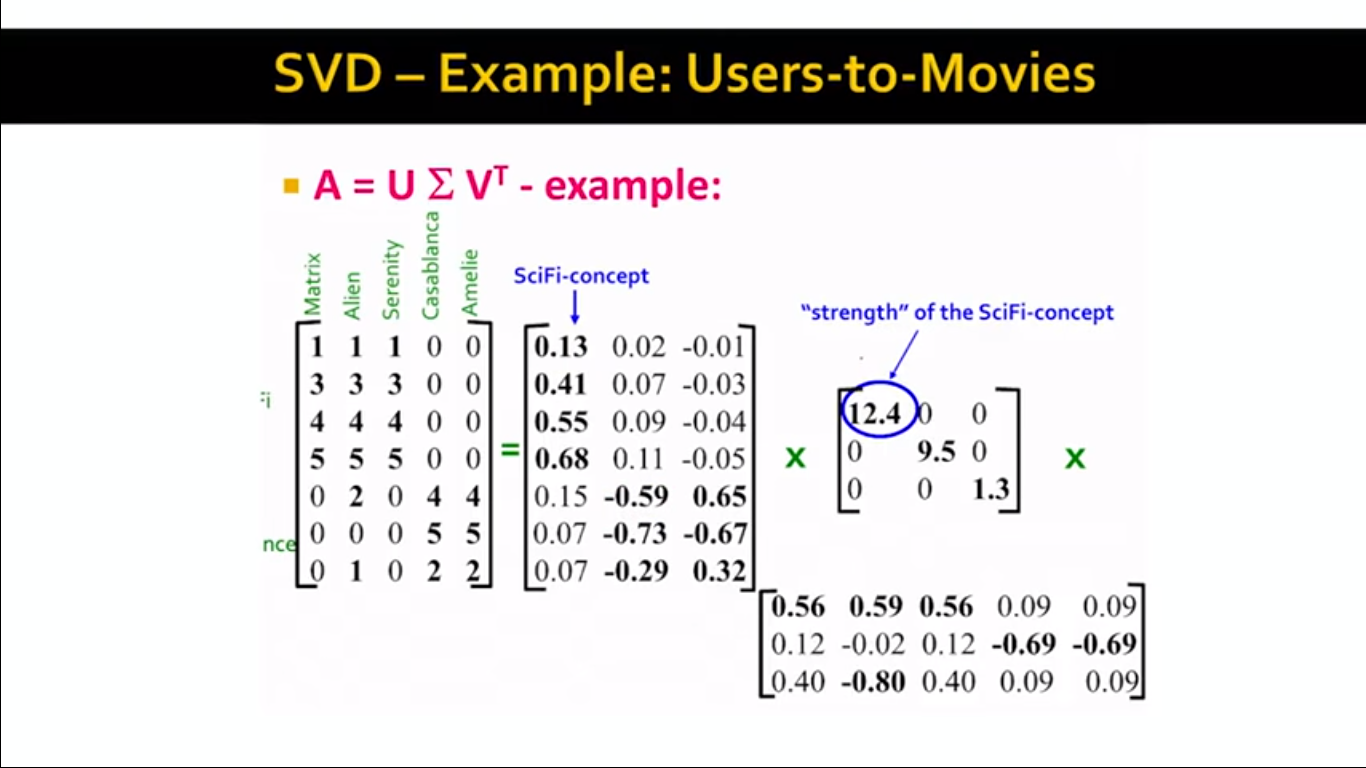 SVD – Example: Users-to-Movies
A = U Σ Vᵀ - example:
Matrix
Alien
Serenity
Casablanca
Amelie
SciFi-concept
"strength" of the SciFi-concept
1 1 1 0 0
3 3 3 0 0
4 4 4 0 0
5 5 5 0 0
0 2 0 4 4
0 0 0 5 5
0 1 0 2 2
=
0.13 0.02 -0.01
0.41 0.07 -0.03
0.55 0.09 -0.04
0.68 0.11 -0.05
0.15 -0.59 0.65
0.07 -0.73 -0.67
0.07 -0.29 0.32
x
12.4 0 0
0 9.5 0
0 0 1.3
x
0.56 0.59 0.56 0.09 0.09
0.12 -0.02 0.12 -0.69 -0.69
0.40 -0.80 0.40 0.09 0.09
nce